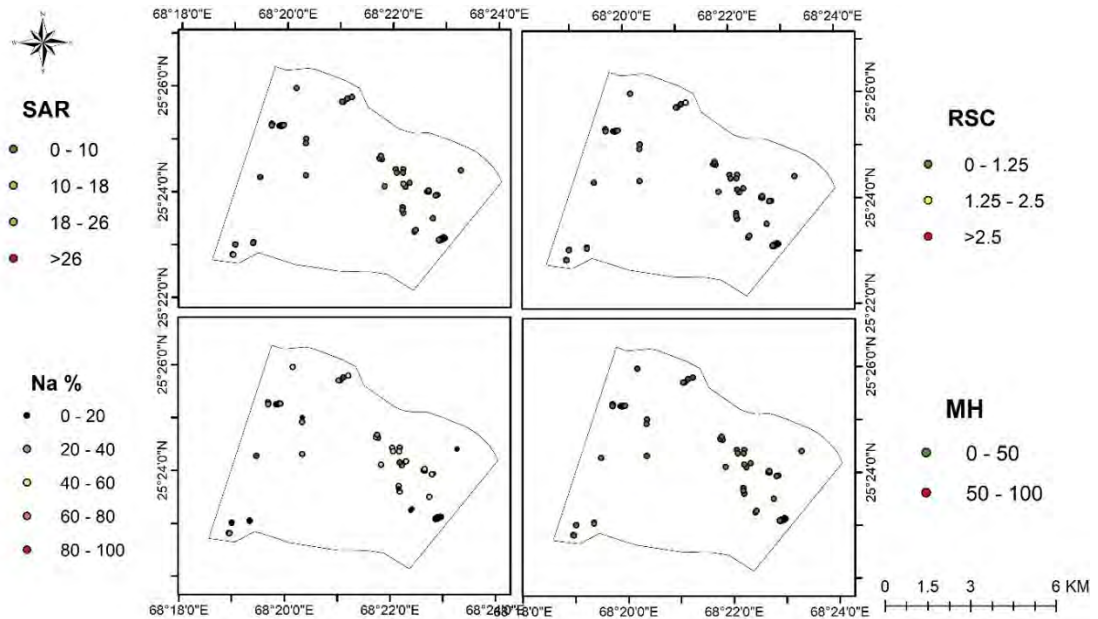 68°18'0"E 68°20'0"E 68°22'0"E 68°24'0"E
68°20'0"E 68°22'0"E 68°24'0"E
SAR
0 - 10
10 - 18
18 - 26
>26
25°26'0"N
25°24'0"N
25°22'0"N
25°26'0"N
25°24'0"N
25°22'0"N
RSC
0 - 1.25
1.25 - 2.5
>2.5
Na %
0 - 20
20 - 40
40 - 60
60 - 80
80 - 100
25°26'0"N
25°24'0"N
25°26'0"N
25°24'0"N
MH
0 - 50
50 - 100
68°18'0"E 68°20'0"E 68°22'0"E
68°18'0"E 68°20'0"E 68°22'0"E 68°24'0"E
0 1.5 3 6 KM